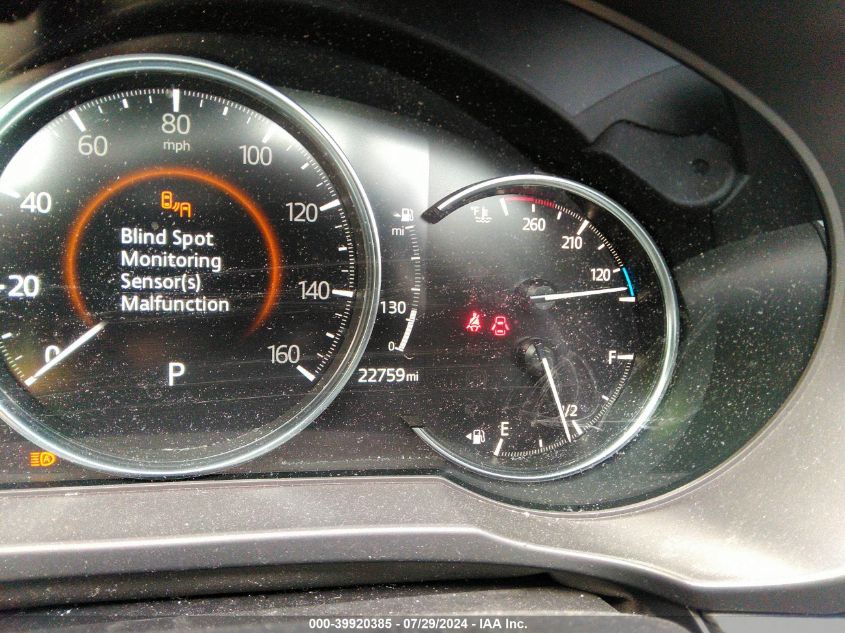 80
60
mph
100
40
120
Blind Spot
Monitoring
Sensor(s)
Malfunction
20
140
0
160
P
mi
130
0
22759mi
°F
260
210
120
F
1/2
E
000-39920385 - 07/29/2024 - IAA Inc.